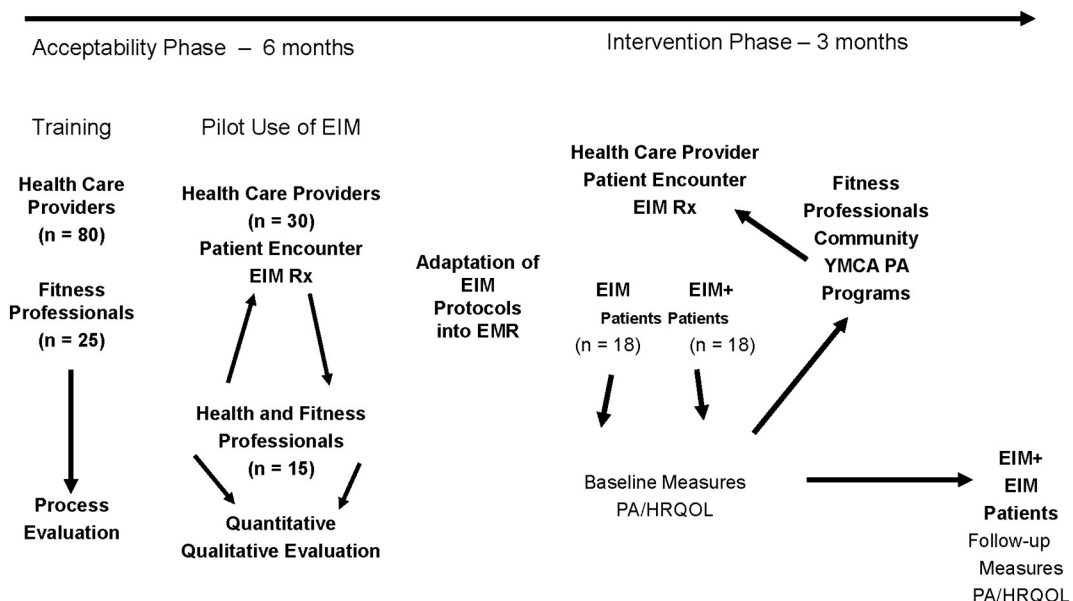 Acceptability Phase – 6 months
Intervention Phase – 3 months
Training
Health Care
Providers
(n = 80)
Fitness
Professionals
(n = 25)
Process
Evaluation
Pilot Use of EIM
Health Care Providers
(n = 30)
Patient Encounter
EIM Rx
Health and Fitness
Professionals
(n = 15)
Quantitative
Qualitative Evaluation
Adaptation of
EIM
Protocols
into EMR
Health Care Provider
Patient Encounter
EIM Rx
EIM
Patients
(n = 18)
EIM+
Patients
(n = 18)
Baseline Measures
PA/HRQOL
Fitness
Professionals
Community
YMCA PA
Programs
EIM+
EIM
Patients
Follow-up
Measures
PA/HRQOL